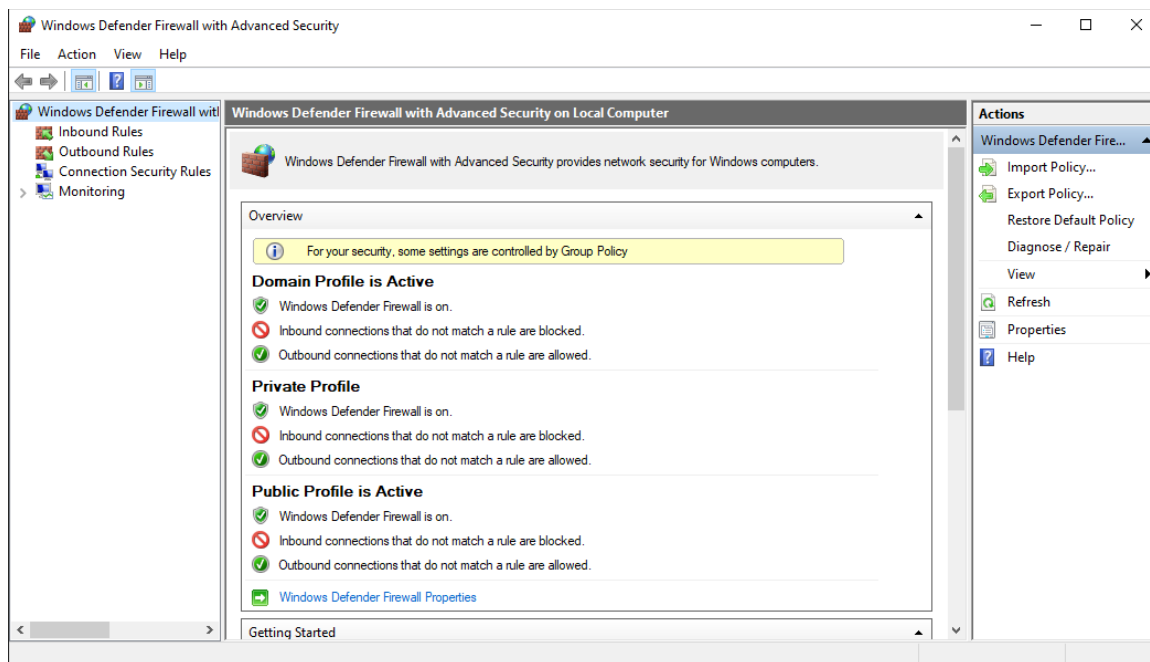 Windows Defender Firewall with Advanced Security
File Action View Help
Windows Defender Firewall with
Inbound Rules
Outbound Rules
Connection Security Rules
Monitoring
Windows Defender Firewall with Advanced Security on Local Computer
Windows Defender Firewall with Advanced Security provides network security for Windows computers.
Overview
For your security, some settings are controlled by Group Policy
Domain Profile is Active
Windows Defender Firewall is on.
Inbound connections that do not match a rule are blocked.
Outbound connections that do not match a rule are allowed.
Private Profile
Windows Defender Firewall is on.
Inbound connections that do not match a rule are blocked.
Outbound connections that do not match a rule are allowed.
Public Profile is Active
Windows Defender Firewall is on.
Inbound connections that do not match a rule are blocked.
Outbound connections that do not match a rule are allowed.
Windows Defender Firewall Properties
Getting Started
Actions
Windows Defender Fire...
Import Policy...
Export Policy...
Restore Default Policy
Diagnose / Repair
View
Refresh
Properties
Help